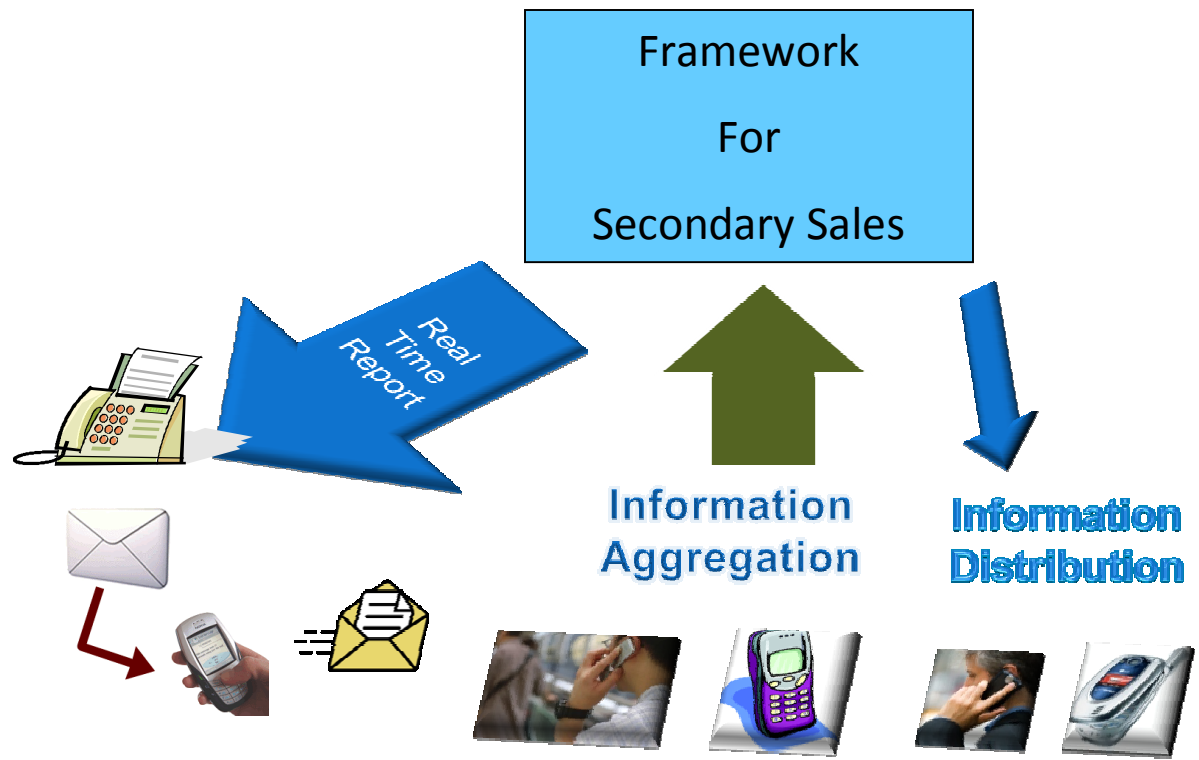 Framework
For
Secondary Sales
Real
Time
Report
Information
Aggregation
Information
Distribution